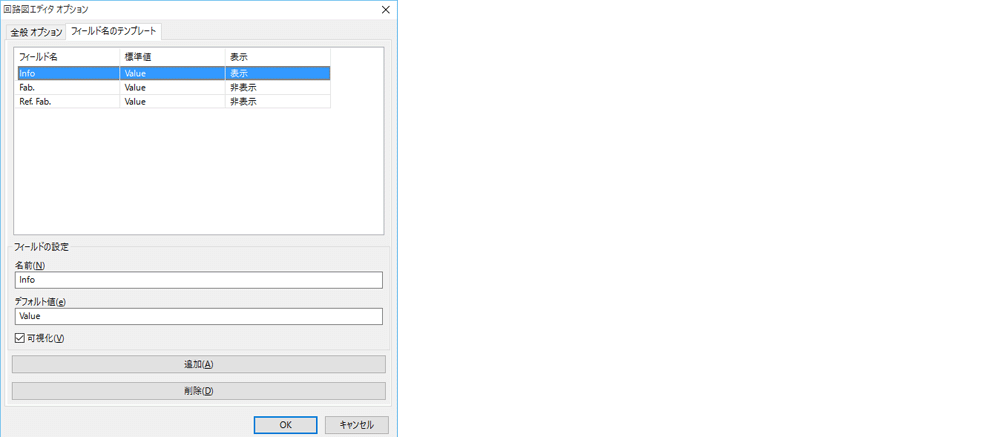 回路図エディタ オプション
全般 オプション フィールド名のテンプレート
フィールド名 標準値 表示
Info Value 表示
Fab. Value 非表示
Ref. Fab. Value 非表示
フィールドの設定
名前(N)
Info
デフォルト値(e)
Value
可視化(V)
追加(A)
削除(D)
OK キャンセル